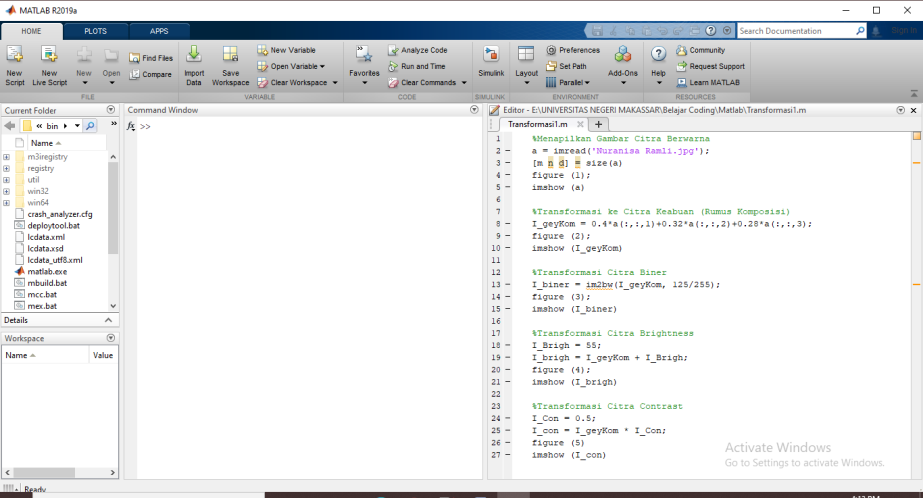 MATLAB R2019a
HOME PLOTS APPS
Search Documentation
Sign In
New Script
New Live Script
New
Open
Find Files
Compare
FILE
Import Data
Save Workspace
New Variable
Open Variable
Clear Workspace
VARIABLE
Favorites
Analyze Code
Run and Time
Clear Commands
CODE
Simulink
SIMULINK
Layout
Preferences
Set Path
Parallel
Add-Ons
ENVIRONMENT
Help
Community
Request Support
Learn MATLAB
RESOURCES
Current Folder
« bin
Name
m3iregistry
registry
util
win32
win64
crash_analyzer.cfg
deploytool.bat
lcdata.xml
lcdata.xsd
lcdata_utf8.xml
matlab.exe
mbuild.bat
mcc.bat
mex.bat
Details
Workspace
Name Value
Command Window
fx >>
Editor - E:\UNIVERSITAS NEGERI MAKASSAR\Belajar Coding\Matlab\Transformasi1.m
Transformasi1.m
1 %Menapilkan Gambar Citra Berwarna
2 - a = imread('Nuranisa Ramli.jpg');
3 - [m n d] = size(a)
4 - figure (1);
5 - imshow (a)
6
7 %Transformasi ke Citra Keabuan (Rumus Komposisi)
8 - I_geyKom = 0.4*a(:,:,1)+0.32*a(:,:,2)+0.28*a(:,:,3);
9 - figure (2);
10 - imshow (I_geyKom)
11
12 %Transformasi Citra Biner
13 - I_biner = im2bw(I_geyKom, 125/255);
14 - figure (3);
15 - imshow (I_biner)
16
17 %Transformasi Citra Brightness
18 - I_Brigh = 55;
19 - I_brigh = I_geyKom + I_Brigh;
20 - figure (4);
21 - imshow (I_brigh)
22
23 %Transformasi Citra Contrast
24 - I_Con = 0.5;
25 - I_con = I_geyKom * I_Con;
26 - figure (5)
27 - imshow (I_con)
Activate Windows
Go to Settings to activate Windows.
Ready
4:13 PM